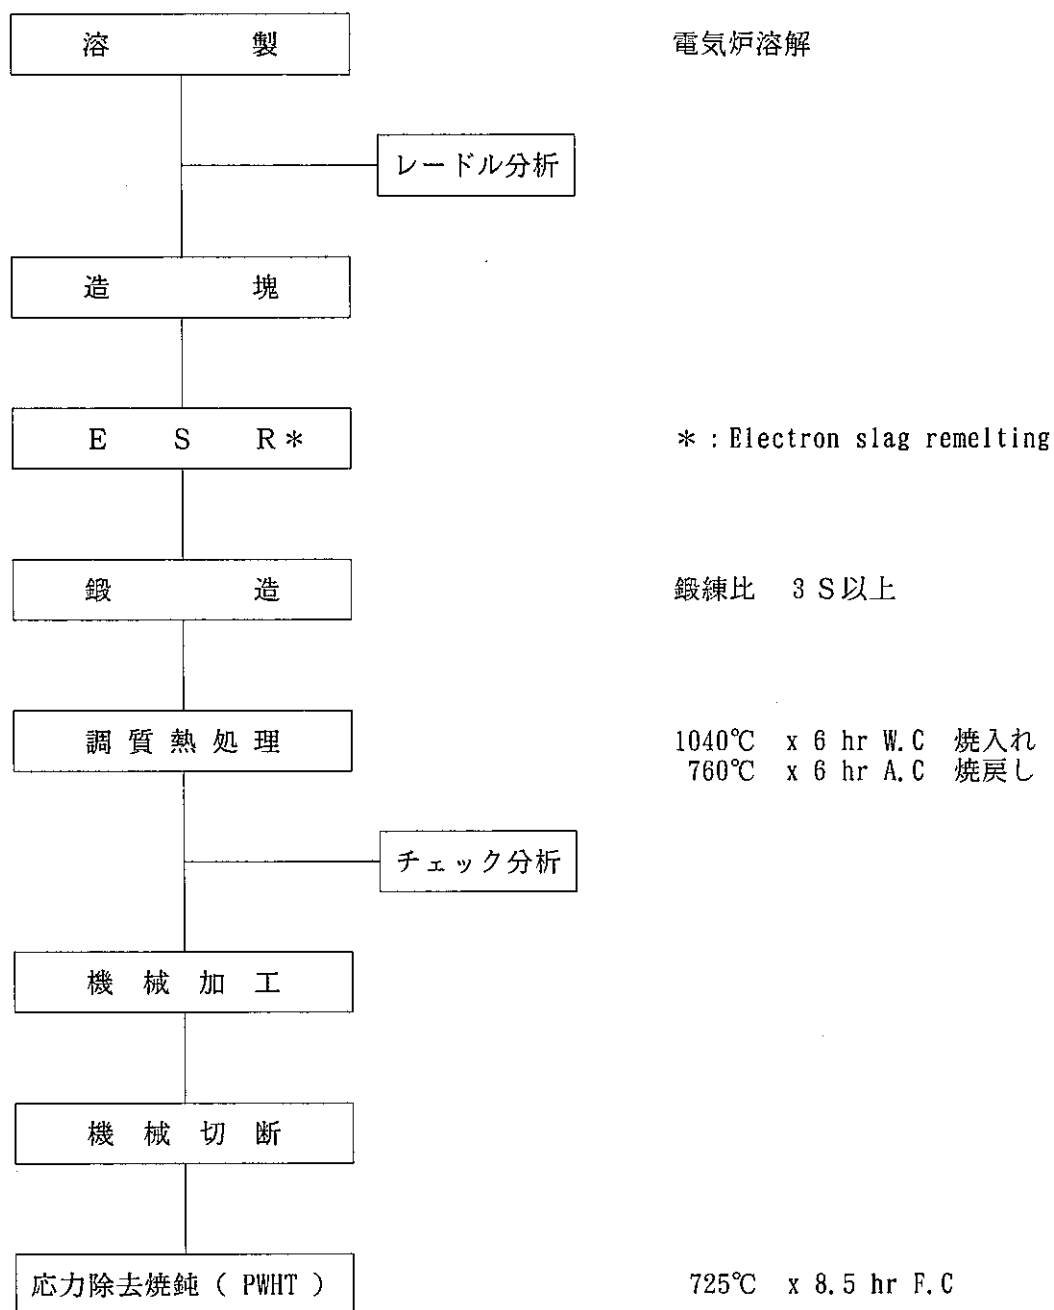 溶 製 電気炉溶解
レードル分析
造 塊
E S R* * : Electron slag remelting
鍛 造 鍛練比 3 S以上
調質熱処理 1040℃ x 6 hr W.C 焼入れ
760℃ x 6 hr A.C 焼戻し
チェック分析
機械加工
機械切断
応力除去焼鈍 ( PWHT ) 725℃ x 8.5 hr F.C